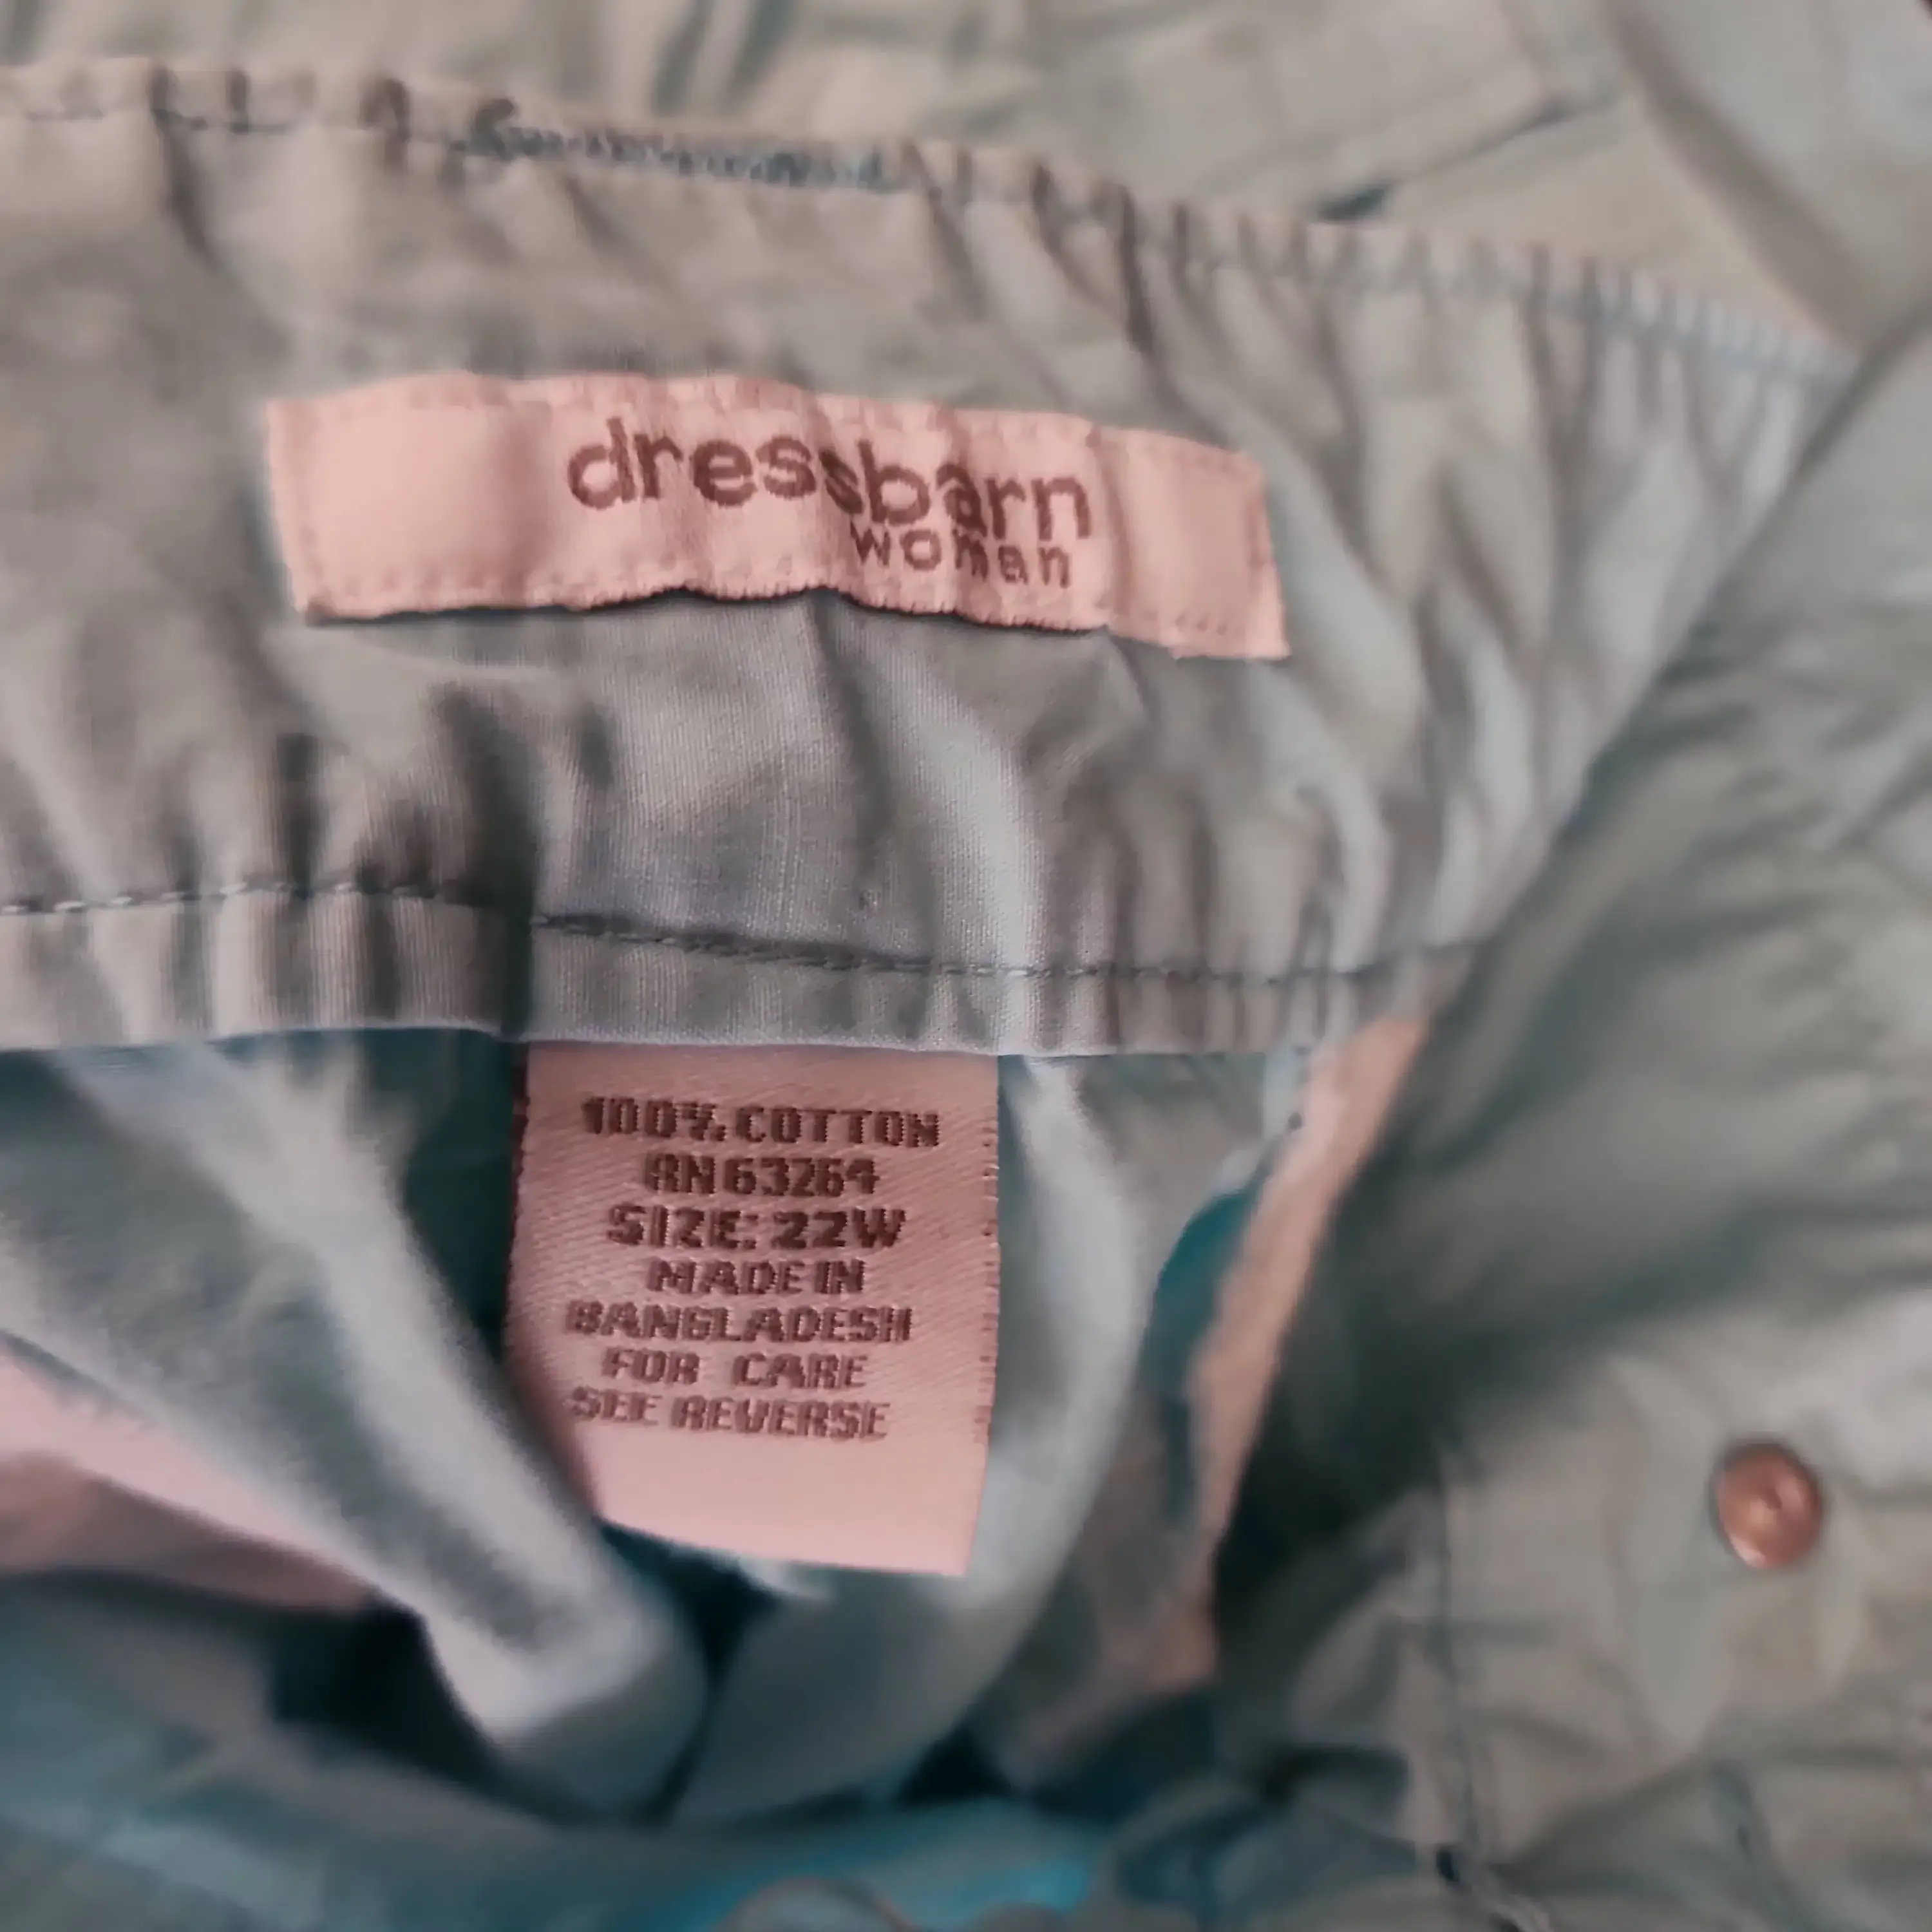 dressbarn
woman
100% COTTON
RN 63264
SIZE: 22W
MADE IN
BANGLADESH
FOR CARE
SEE REVERSE